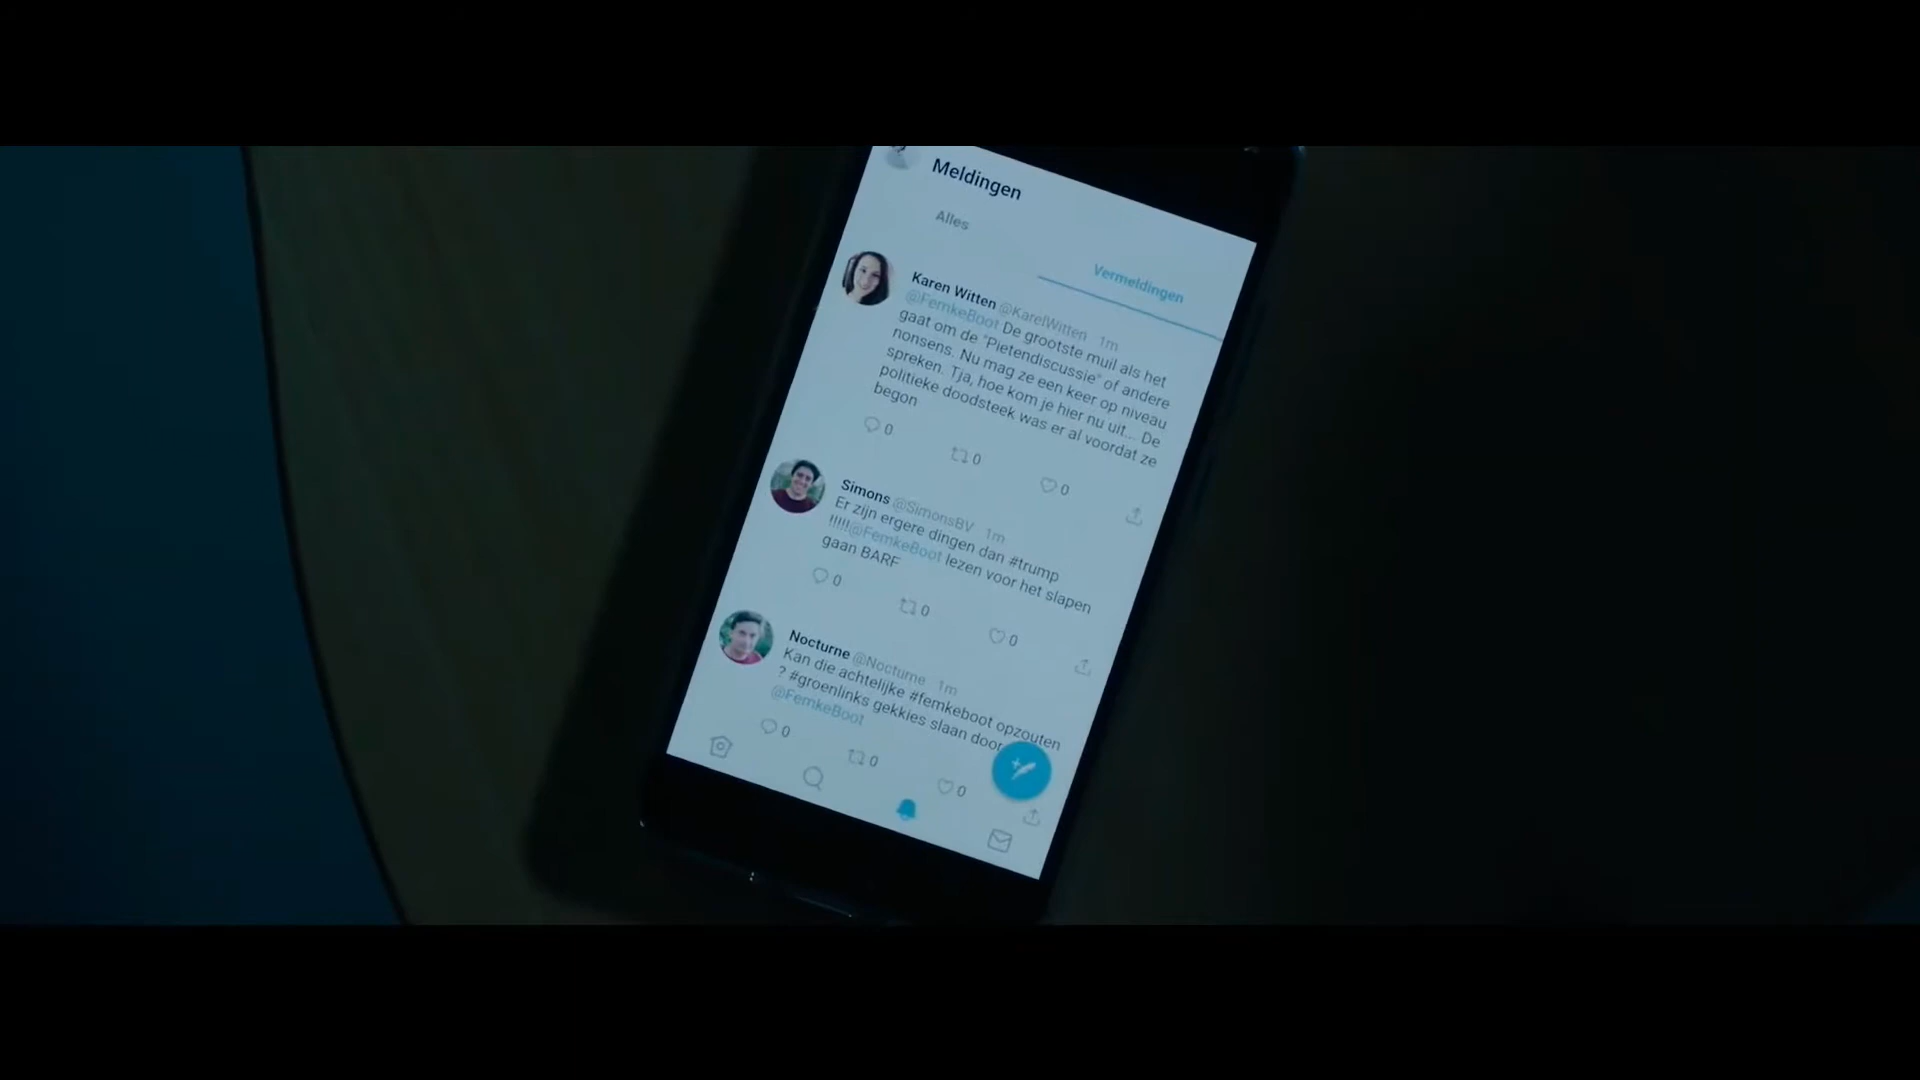 Meldingen
Alles
Vermeldingen
Karen Witten @KarelWitten 1m
@FemkeBoot De grootste muil als het
gaat om de "Pietendiscussie" of andere
nonsens. Nu mag ze een keer op niveau
spreken. Tja, hoe kom je hier nu uit... De
politieke doodsteek was er al voordat ze
begon
0
0
0
Simons @SimonsBV 1m
Er zijn ergere dingen dan #trump
!!!!!@FemkeBoot lezen voor het slapen
gaan BARF
0
0
0
Nocturne @Nocturne 1m
Kan die achtelijke #femkeboot opzouten
? #groenlinks gekkies slaan door
@FemkeBoot
0
0
0